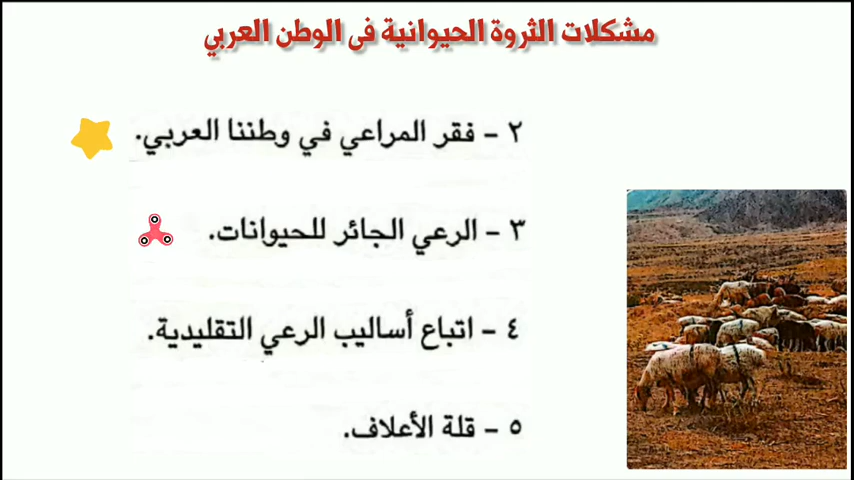 مشكلات الثروة الحيوانية فى الوطن العربي
٢ - فقر المراعي في وطننا العربي.
٣ - الرعي الجائر للحيوانات.
٤ - اتباع أساليب الرعي التقليدية.
٥ - قلة الأعلاف.